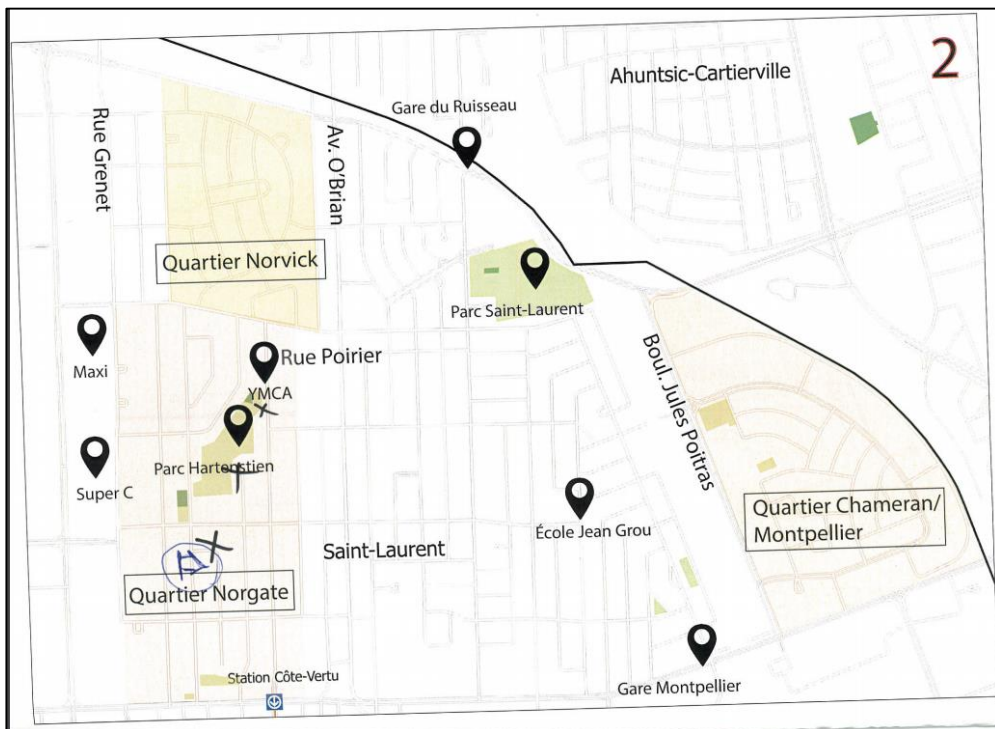 2
Ahuntsic-Cartierville
Gare du Ruisseau
Rue Grenet
Av. O'Brian
Quartier Norvick
Parc Saint-Laurent
Maxi
Rue Poirier
YMCA
Boul. Jules Poitras
Parc Hartenstien
Super C
École Jean Grou
Quartier Chameran/
Montpellier
Saint-Laurent
Quartier Norgate
Station Côte-Vertu
Gare Montpellier